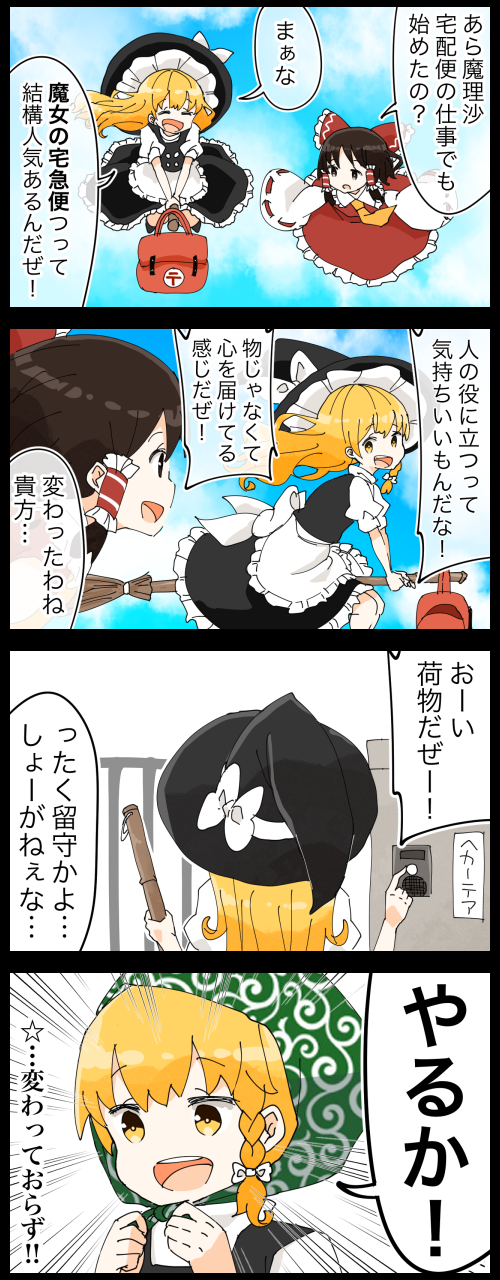 あら魔理沙
宅配便の仕事でも
始めたの?
まぁな
魔女の宅急便つって
結構人気あるんだぜ!
〒
人の役に立つって
気持ちいいもんだな!
物じゃなくて
心を届けてる
感じだぜ!
変わったわね
貴方…
おーい
荷物だぜー!
ヘカーテア
ったく留守かよ…
しょーがねぇな…
やるか!
☆…変わっておらず!!